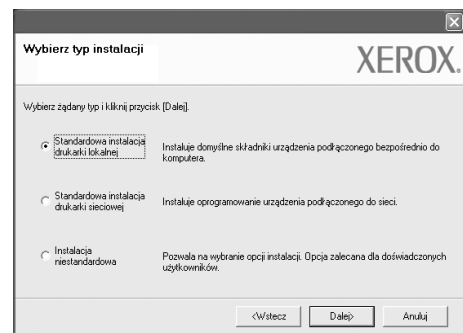 Wybierz typ instalacji
XEROX.
Wybierz żądany typ i kliknij przycisk [Dalej].
Standardowa instalacja
drukarki lokalnej
Instaluje domyślne składniki urządzenia podłączonego bezpośrednio do
komputera.
Standardowa instalacja
drukarki sieciowej
Instaluje oprogramowanie urządzenia podłączonego do sieci.
Instalacja
niestandardowa
Pozwala na wybranie opcji instalacji. Opcja zalecana dla doświadczonych
użytkowników.
<Wstecz
Dalej>
Anuluj